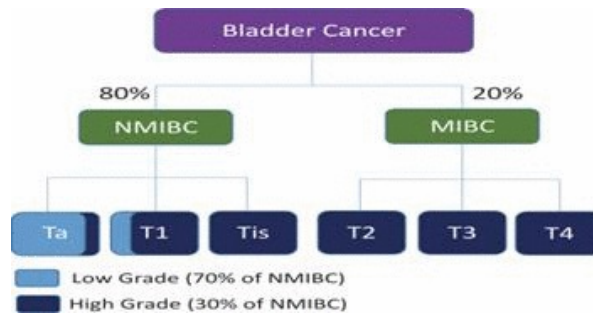 Bladder Cancer
80%
20%
NMIBC
MIBC
Ta
T1
Tis
T2
T3
T4
Low Grade (70% of NMIBC)
High Grade (30% of NMIBC)